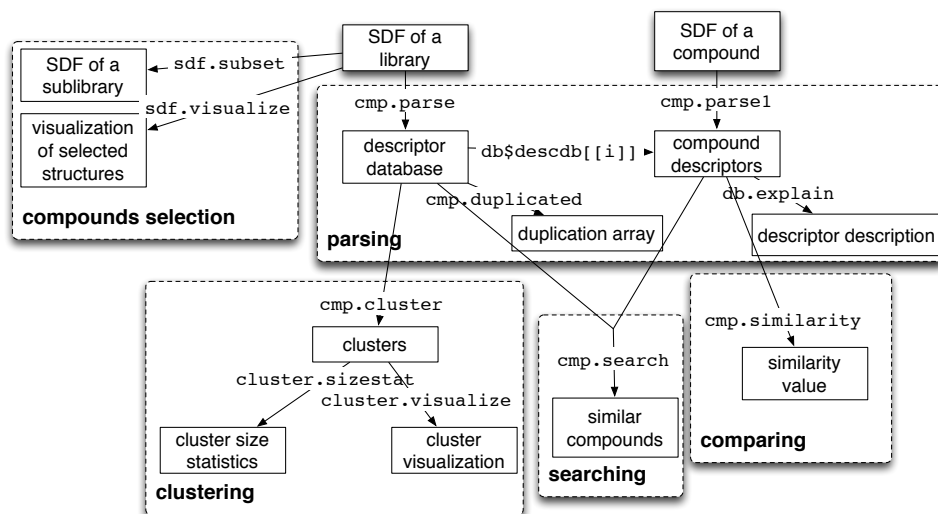 SDF of a
library
SDF of a
compound
SDF of a
sublibrary
sdf.subset
sdf.visualize
visualization
of selected
structures
compounds selection
cmp.parse
cmp.parse1
descriptor
database
db$descdb[[i]]
compound
descriptors
cmp.duplicated
db.explain
duplication array
descriptor description
parsing
cmp.cluster
clusters
cluster.sizestat
cluster.visualize
cluster size
statistics
cluster
visualization
clustering
cmp.search
similar
compounds
searching
cmp.similarity
similarity
value
comparing